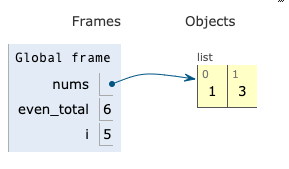 Frames Objects
Global frame
list
nums
0 1
1 3
even_total 6
i 5